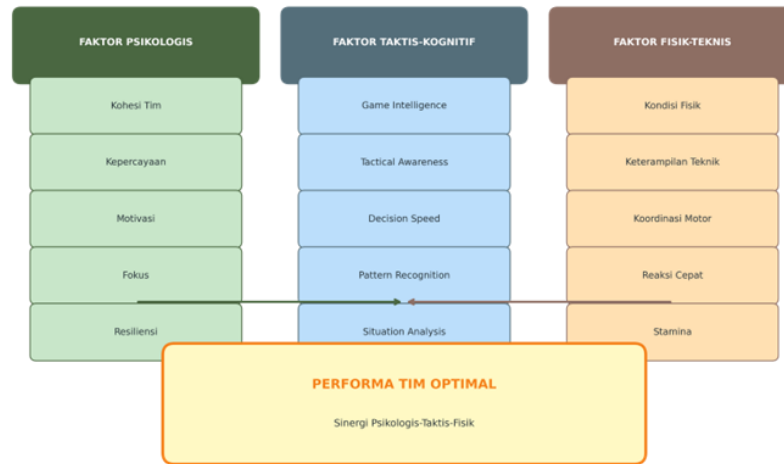 FAKTOR PSIKOLOGIS
Kohesi Tim
Kepercayaan
Motivasi
Fokus
Resiliensi
FAKTOR TAKTIS-KOGNITIF
Game Intelligence
Tactical Awareness
Decision Speed
Pattern Recognition
Situation Analysis
FAKTOR FISIK-TEKNIS
Kondisi Fisik
Keterampilan Teknik
Koordinasi Motor
Reaksi Cepat
Stamina
PERFORMA TIM OPTIMAL
Sinergi Psikologis-Taktis-Fisik